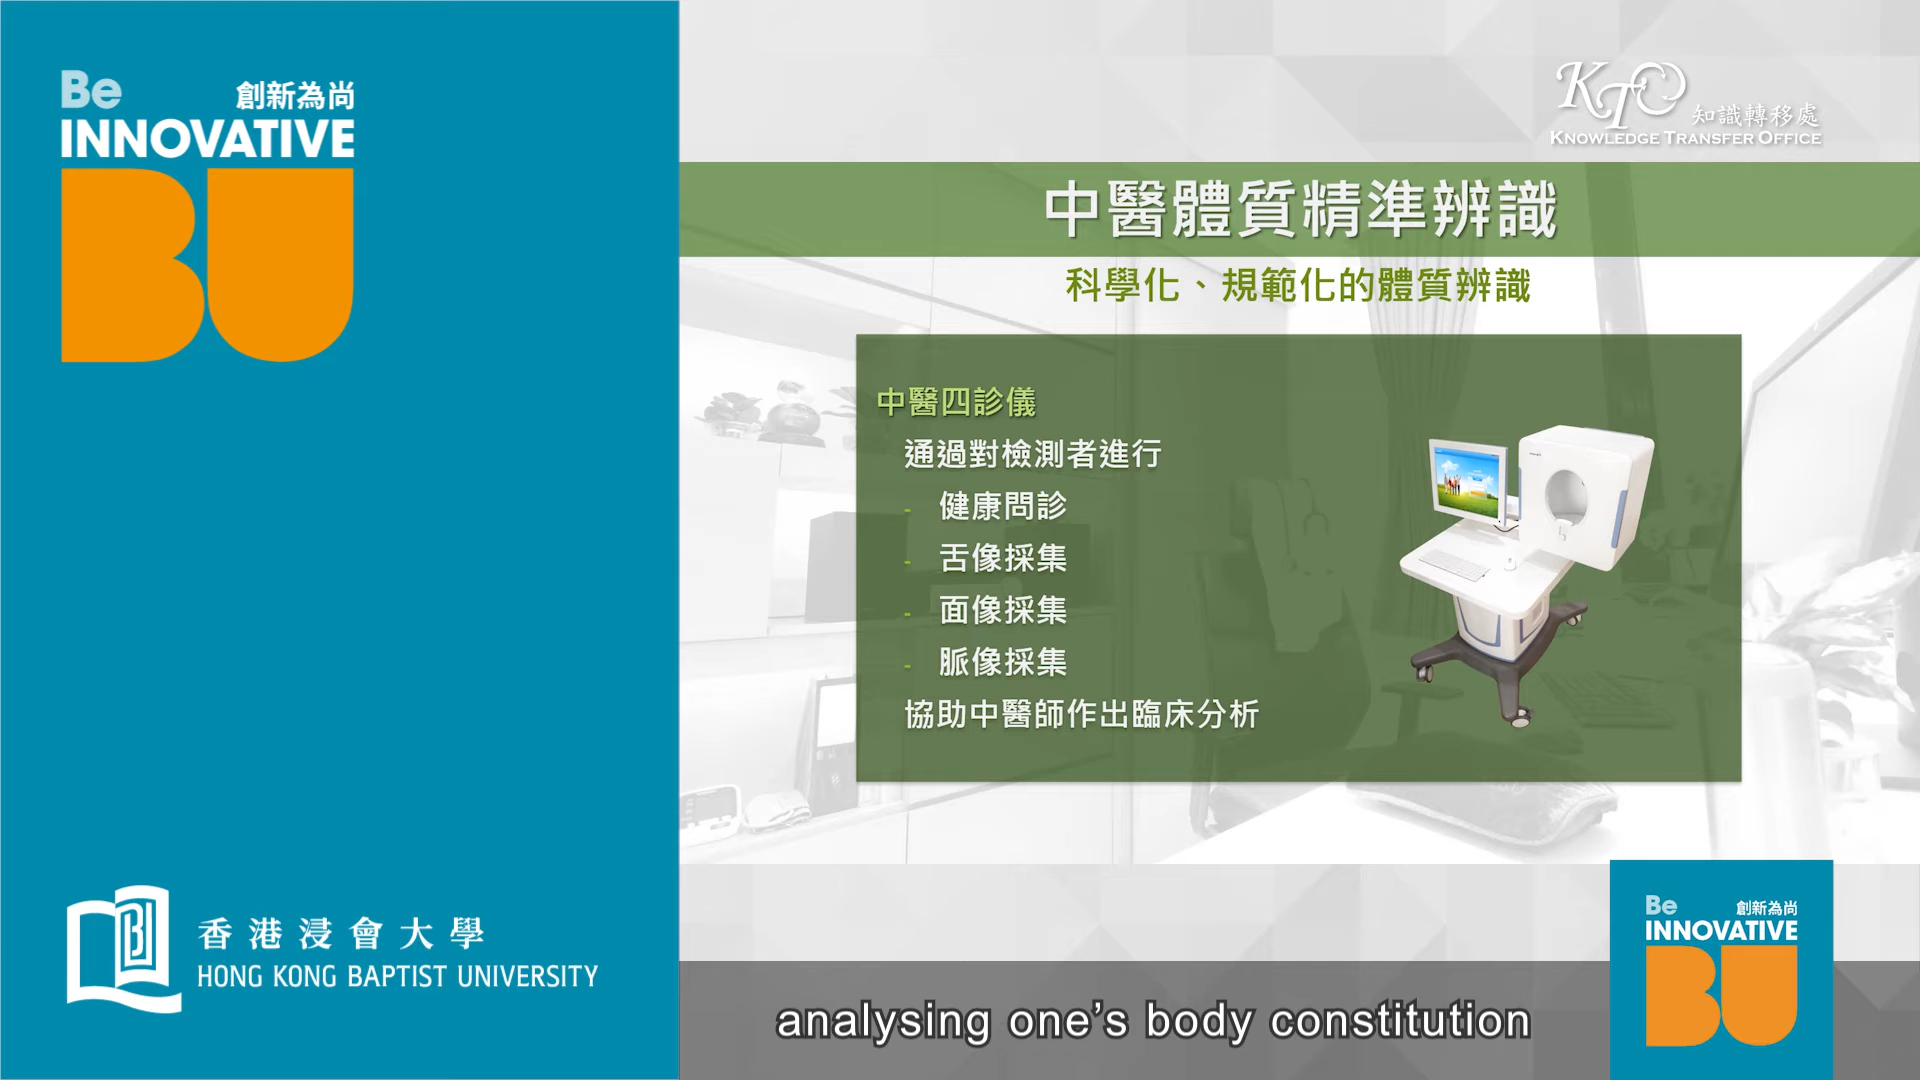 Be 創新為尚
INNOVATIVE
BU
香港浸會大學
HONG KONG BAPTIST UNIVERSITY
KTO 知識轉移處
KNOWLEDGE TRANSFER OFFICE
中醫體質精準辨識
科學化、規範化的體質辨識
中醫四診儀
通過對檢測者進行
- 健康問診
- 舌像採集
- 面像採集
- 脈像採集
協助中醫師作出臨床分析
analysing one's body constitution
Be 創新為尚
INNOVATIVE
BU